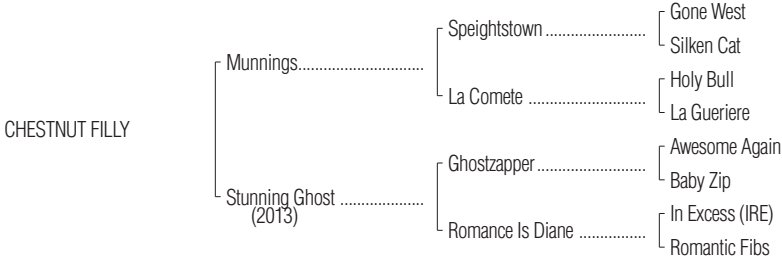 Gone West
Speightstown
Silken Cat
Munnings
Holy Bull
La Comete
La Gueriere
CHESTNUT FILLY
Awesome Again
Ghostzapper
Baby Zip
Stunning Ghost
(2013)
In Excess (IRE)
Romance Is Diane
Romantic Fibs